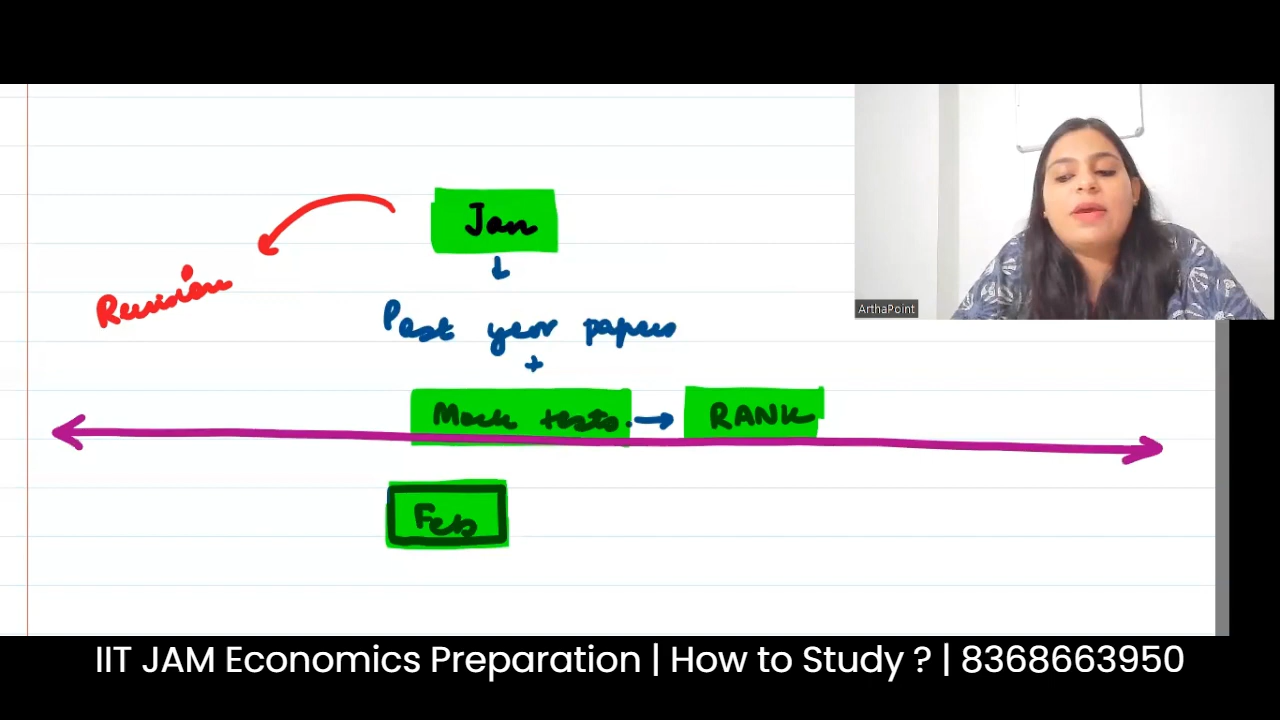 Jan
Revision
Past year papers
+
Mock tests. → RANK
Feb
ArthaPoint
IIT JAM Economics Preparation | How to Study ? | 8368663950